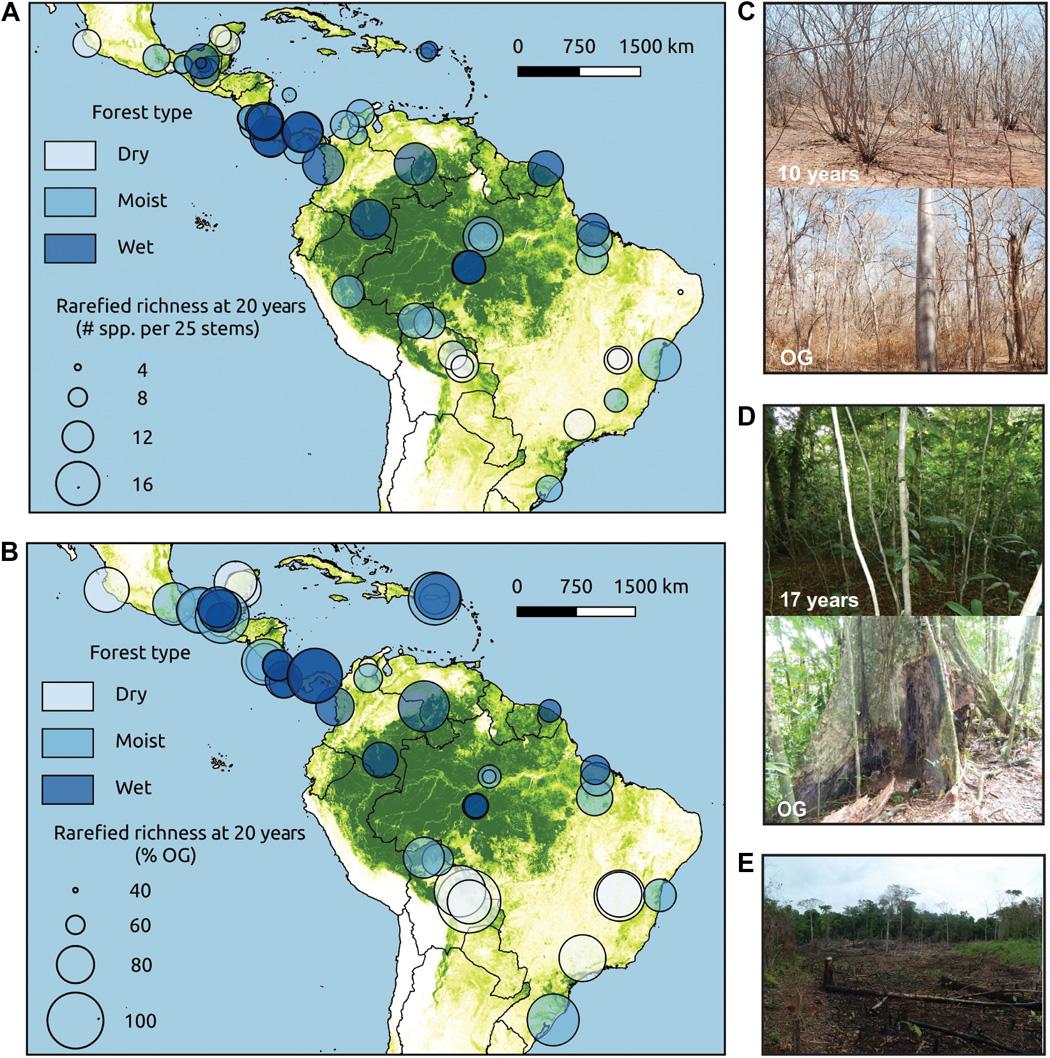 A
0 750 1500 km
Forest type
Dry
Moist
Wet
Rarefied richness at 20 years
(# spp. per 25 stems)
4
8
12
16
B
0 750 1500 km
Forest type
Dry
Moist
Wet
Rarefied richness at 20 years
(% OG)
40
60
80
100
C
10 years
OG
D
17 years
OG
E